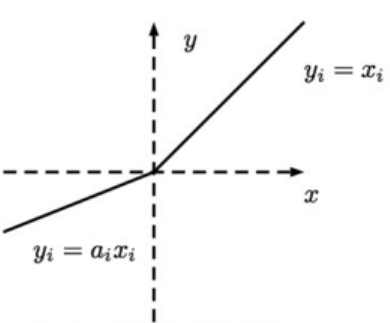 y
y_i = x_i
x
y_i = a_i x_i